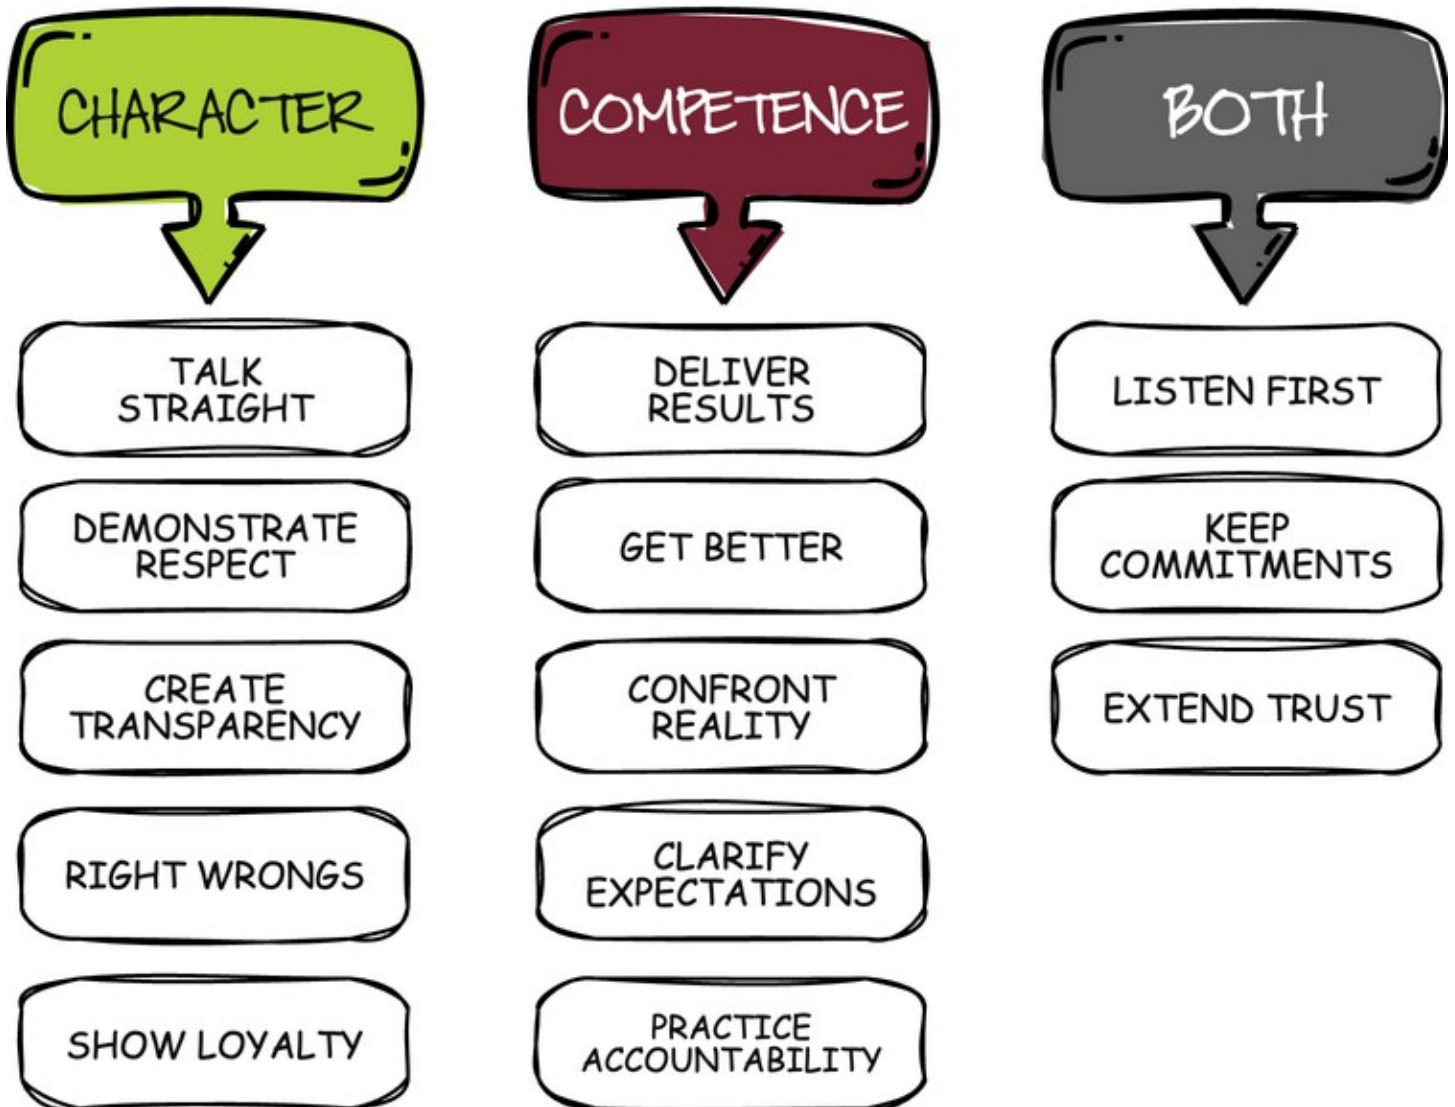 CHARACTER
TALK
STRAIGHT
DEMONSTRATE
RESPECT
CREATE
TRANSPARENCY
RIGHT WRONGS
SHOW LOYALTY
COMPETENCE
DELIVER
RESULTS
GET BETTER
CONFRONT
REALITY
CLARIFY
EXPECTATIONS
PRACTICE
ACCOUNTABILITY
BOTH
LISTEN FIRST
KEEP
COMMITMENTS
EXTEND TRUST